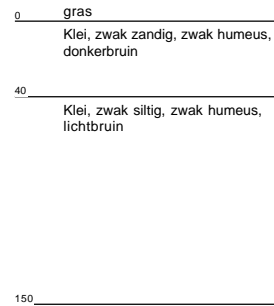 gras
0
Klei, zwak zandig, zwak humeus,
donkerbruin
40
Klei, zwak siltig, zwak humeus,
lichtbruin
150